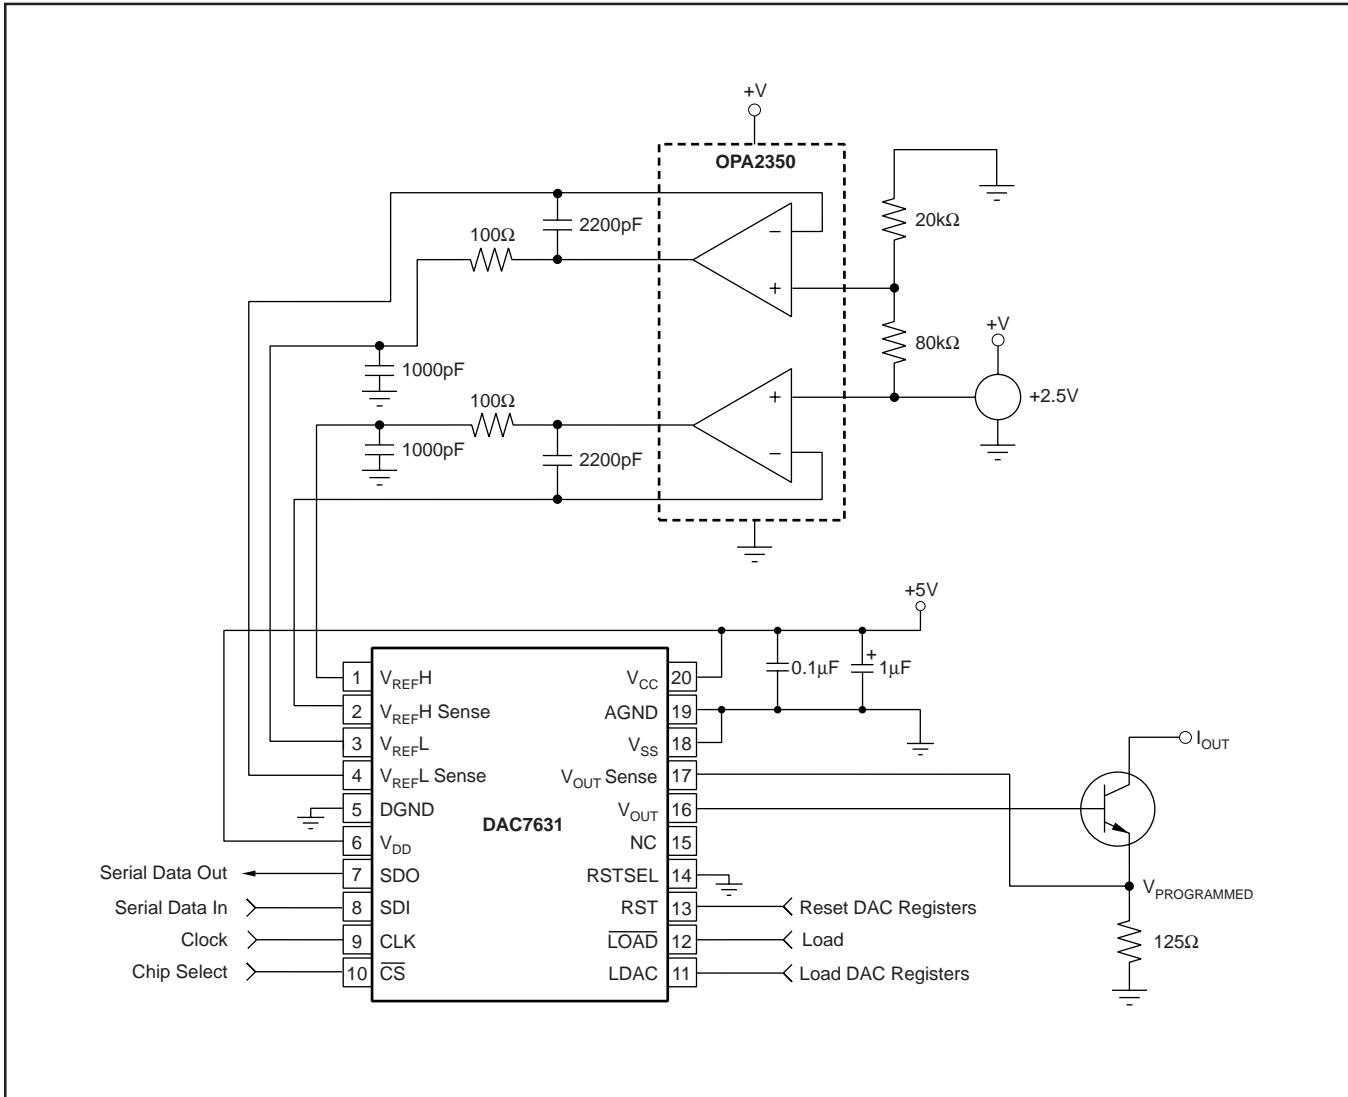 +V
OPA2350
2200pF
100Ω
20kΩ
80kΩ
+V
+2.5V
1000pF
100Ω
1000pF
2200pF
+5V
0.1μF
+
1μF
1 VREFH
2 VREFH Sense
3 VREFL
4 VREFL Sense
5 DGND
6 VDD
Serial Data Out 7 SDO
Serial Data In 8 SDI
Clock 9 CLK
Chip Select 10 CS
DAC7631
VCC 20
AGND 19
VSS 18
VOUT Sense 17
VOUT 16
NC 15
RSTSEL 14
RST 13 Reset DAC Registers
LOAD 12 Load
LDAC 11 Load DAC Registers
IOUT
VPROGRAMMED
125Ω